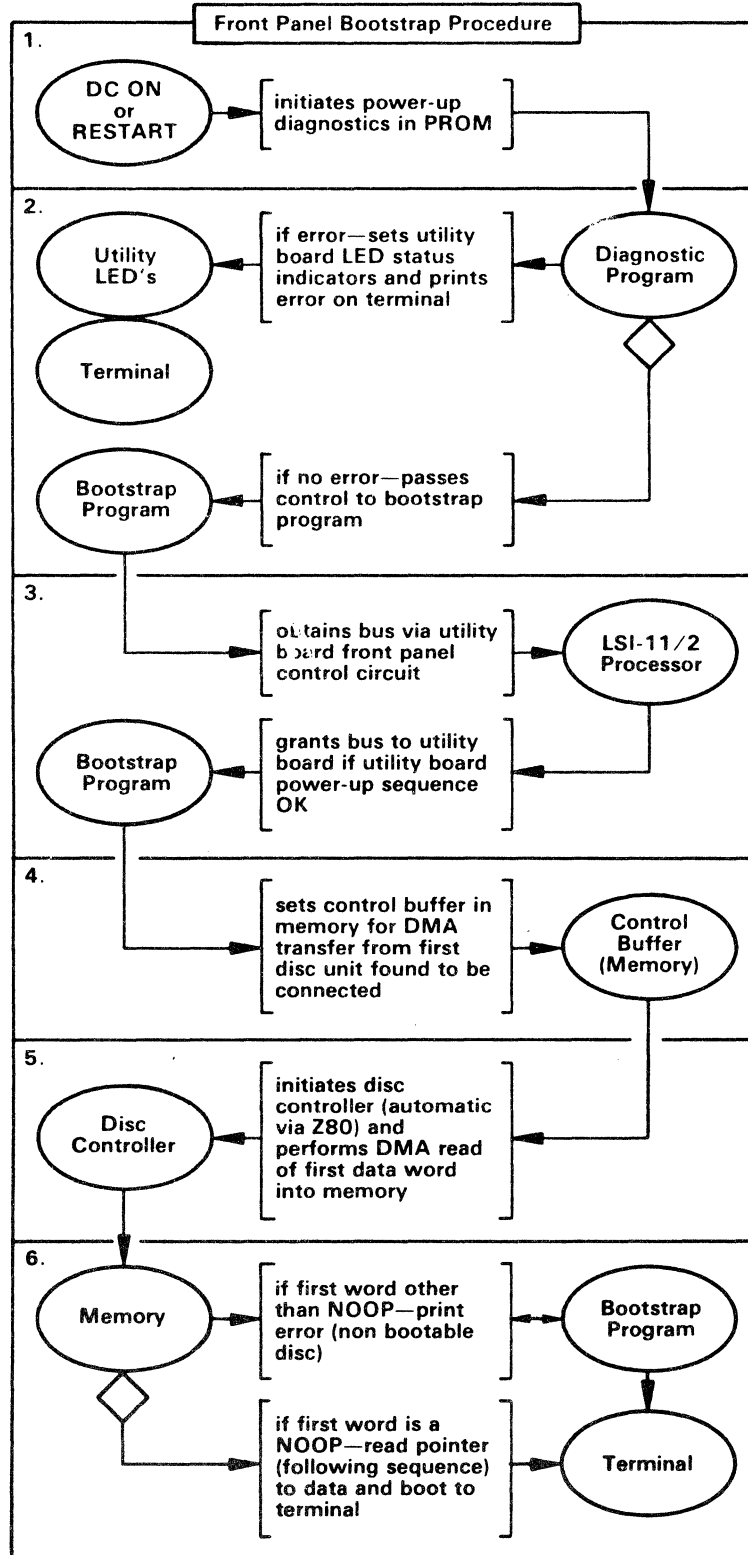 Front Panel Bootstrap Procedure
1.
DC ON
or
RESTART
initiates power-up
diagnostics in PROM
2.
Utility
LED's
if error—sets utility
board LED status
indicators and prints
error on terminal
Diagnostic
Program
Terminal
Bootstrap
Program
if no error—passes
control to bootstrap
program
3.
obtains bus via utility
board front panel
control circuit
LSI-11/2
Processor
Bootstrap
Program
grants bus to utility
board if utility board
power-up sequence
OK
4.
sets control buffer in
memory for DMA
transfer from first
disc unit found to be
connected
Control
Buffer
(Memory)
5.
Disc
Controller
initiates disc
controller (automatic
via Z80) and
performs DMA read
of first data word
into memory
6.
Memory
if first word other
than NOOP—print
error (non bootable
disc)
Bootstrap
Program
if first word is a
NOOP—read pointer
(following sequence)
to data and boot to
terminal
Terminal